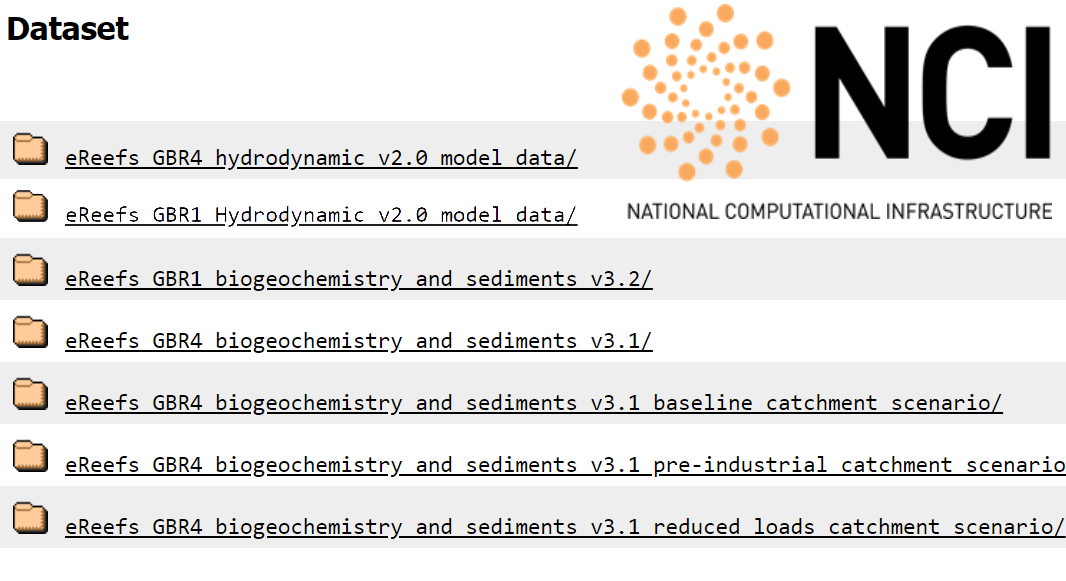 Dataset
NCI
NATIONAL COMPUTATIONAL INFRASTRUCTURE
eReefs GBR4 hydrodynamic v2.0 model data/
eReefs GBR1 Hydrodynamic v2.0 model data/
eReefs GBR1 biogeochemistry and sediments v3.2/
eReefs GBR4 biogeochemistry and sediments v3.1/
eReefs GBR4 biogeochemistry and sediments v3.1 baseline catchment scenario/
eReefs GBR4 biogeochemistry and sediments v3.1 pre-industrial catchment scenario
eReefs GBR4 biogeochemistry and sediments v3.1 reduced loads catchment scenario/